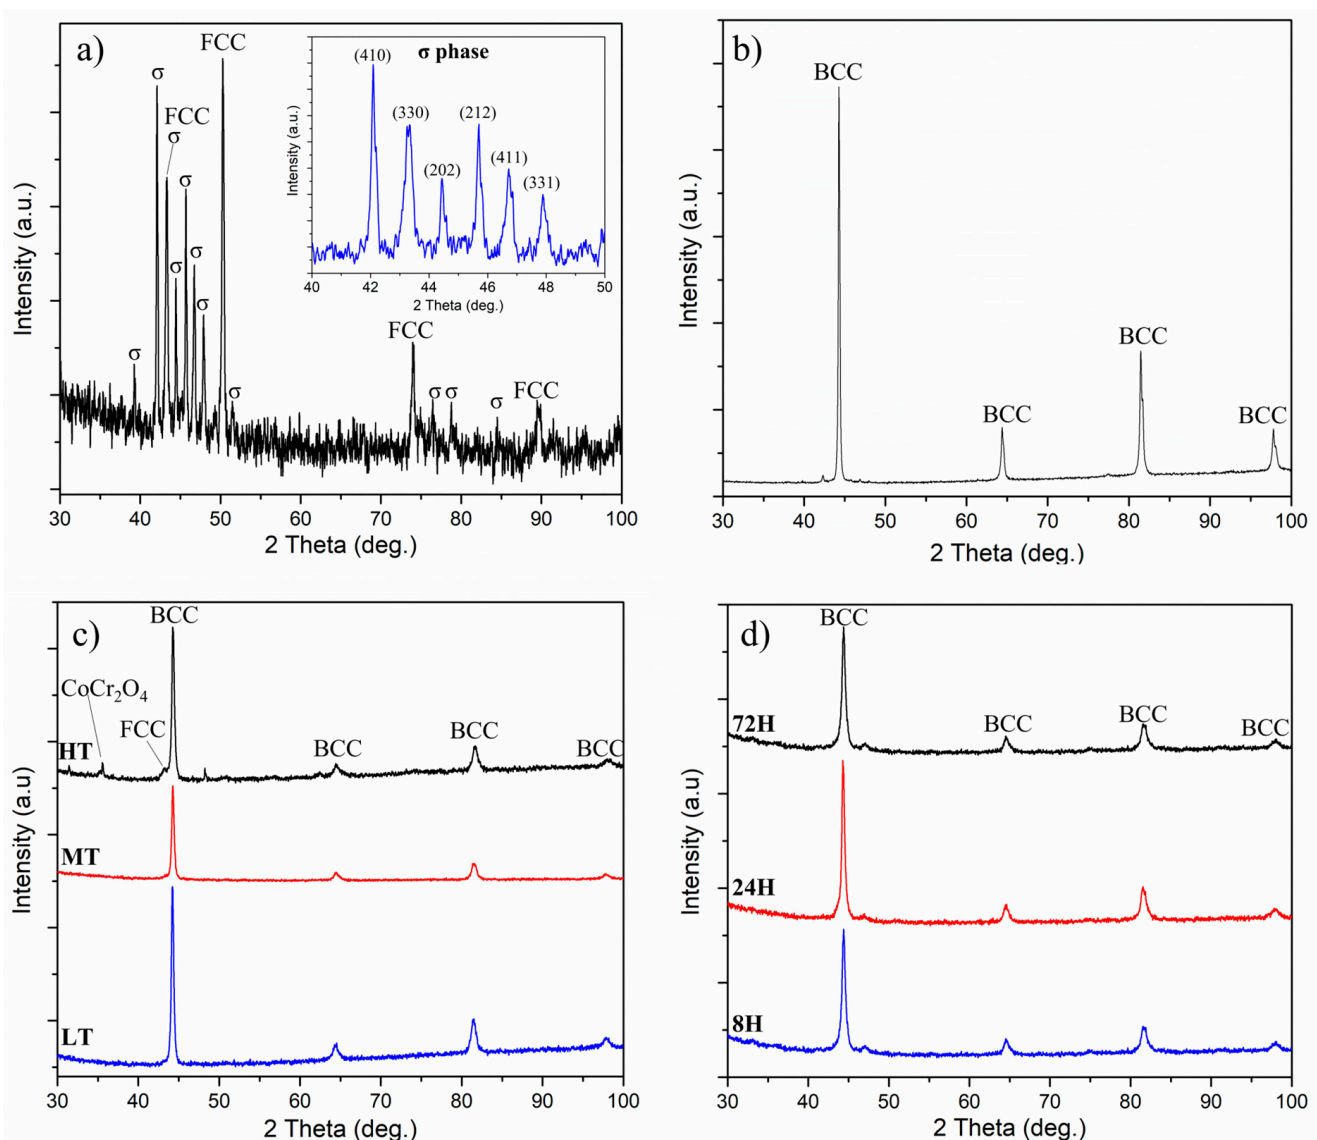 a)
FCC
σ
FCC
σ
σ
σ
σ
σ
σ
σ
FCC
σ
σ
σ
FCC
Intensity (a.u.)
30 40 50 60 70 80 90 100
2 Theta (deg.)
σ phase
(410)
(330)
(202)
(212)
(411)
(331)
Intensity (a.u.)
40 42 44 46 48 50
2 Theta (deg.)
b)
BCC
BCC
BCC
BCC
Intensity (a.u.)
30 40 50 60 70 80 90 100
2 Theta (deg.)
c)
BCC
CoCr₂O₄
FCC
HT
BCC
BCC
BCC
MT
LT
Intensity (a.u)
30 40 50 60 70 80 90 100
2 Theta (deg.)
d)
BCC
72H
BCC
BCC
BCC
24H
8H
Intensity (a.u)
30 40 50 60 70 80 90 100
2 Theta (deg.)